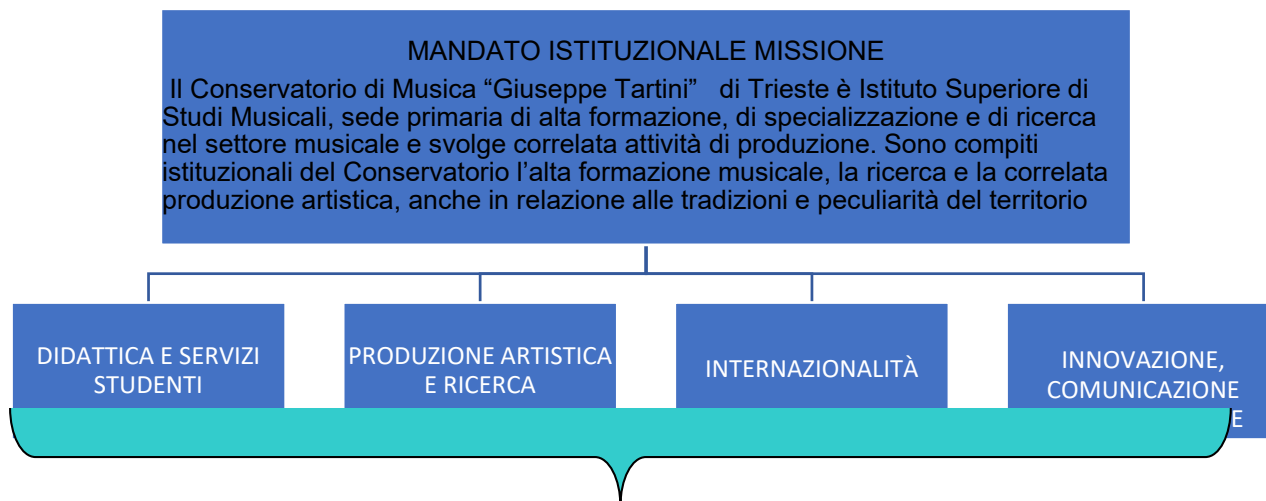 MANDATO ISTITUZIONALE MISSIONE
Il Conservatorio di Musica “Giuseppe Tartini” di Trieste è Istituto Superiore di
Studi Musicali, sede primaria di alta formazione, di specializzazione e di ricerca
nel settore musicale e svolge correlata attività di produzione. Sono compiti
istituzionali del Conservatorio l’alta formazione musicale, la ricerca e la correlata
produzione artistica, anche in relazione alle tradizioni e peculiarità del territorio
DIDATTICA E SERVIZI
STUDENTI
PRODUZIONE ARTISTICA
E RICERCA
INTERNAZIONALITÀ
INNOVAZIONE,
COMUNICAZIONE